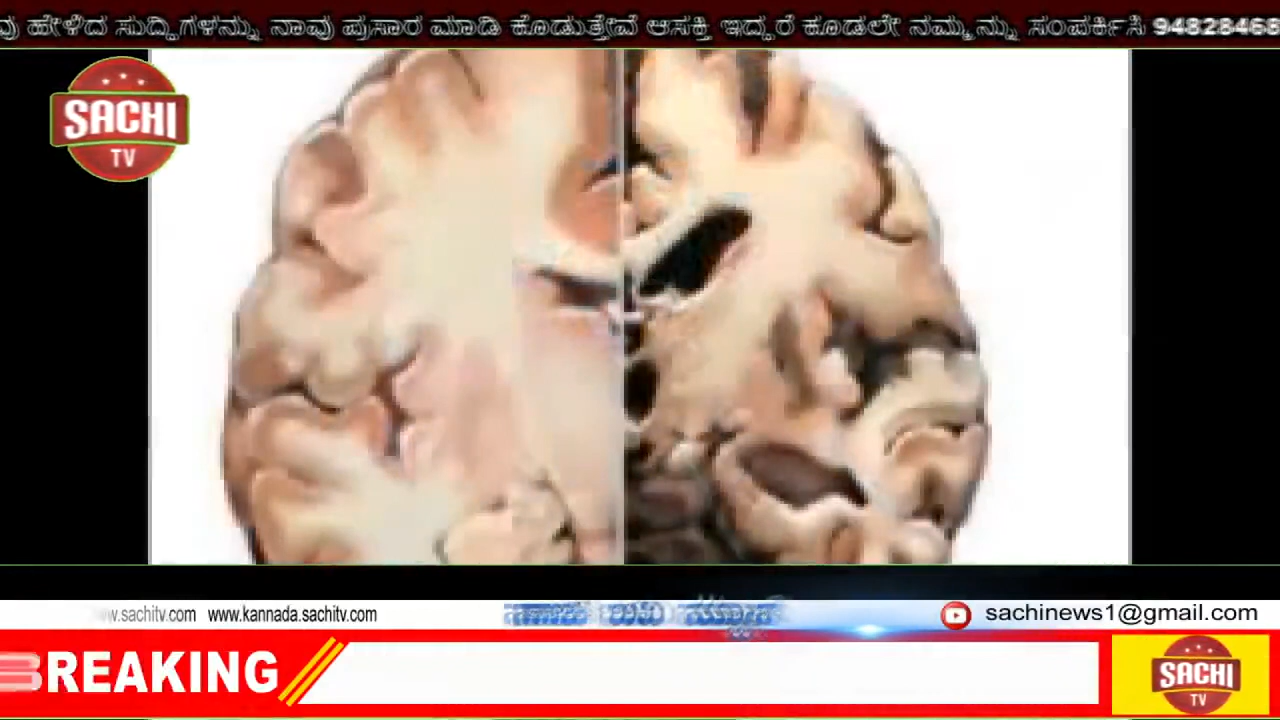 ವು ಹೇಳಿದ ಸುದ್ದಿಗಳನ್ನು ನಾವು ಪ್ರಸಾರ ಮಾಡಿ ಕೊಡುತ್ತೇವೆ ಆಸಕ್ತಿ ಇದ್ದರೆ ಕೂಡಲೇ ನಮ್ಮನ್ನು ಸಂಪರ್ಕಿಸಿ 94828468
SACHI
TV
w.sachitv.com www.kannada.sachitv.com
sachinews1@gmail.com
BREAKING
SACHI
TV